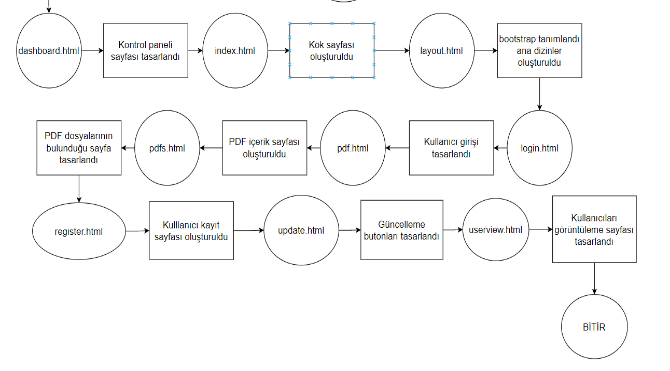 dashboard.html
Kontrol paneli
sayfası tasarlandı
index.html
Kök sayfası
oluşturuldu
layout.html
bootstrap tanımlandı
ana dizinler
oluşturuldu
login.html
Kullanıcı girişi
tasarlandı
pdf.html
PDF içerik sayfası
oluşturuldu
pdfs.html
PDF dosyalarının
bulunduğu sayfa
tasarlandı
register.html
Kulllanıcı kayıt
sayfası oluşturuldu
update.html
Güncelleme
butonları tasarlandı
userview.html
Kullanıcıları
görüntüleme sayfası
tasarlandı
BİTİR